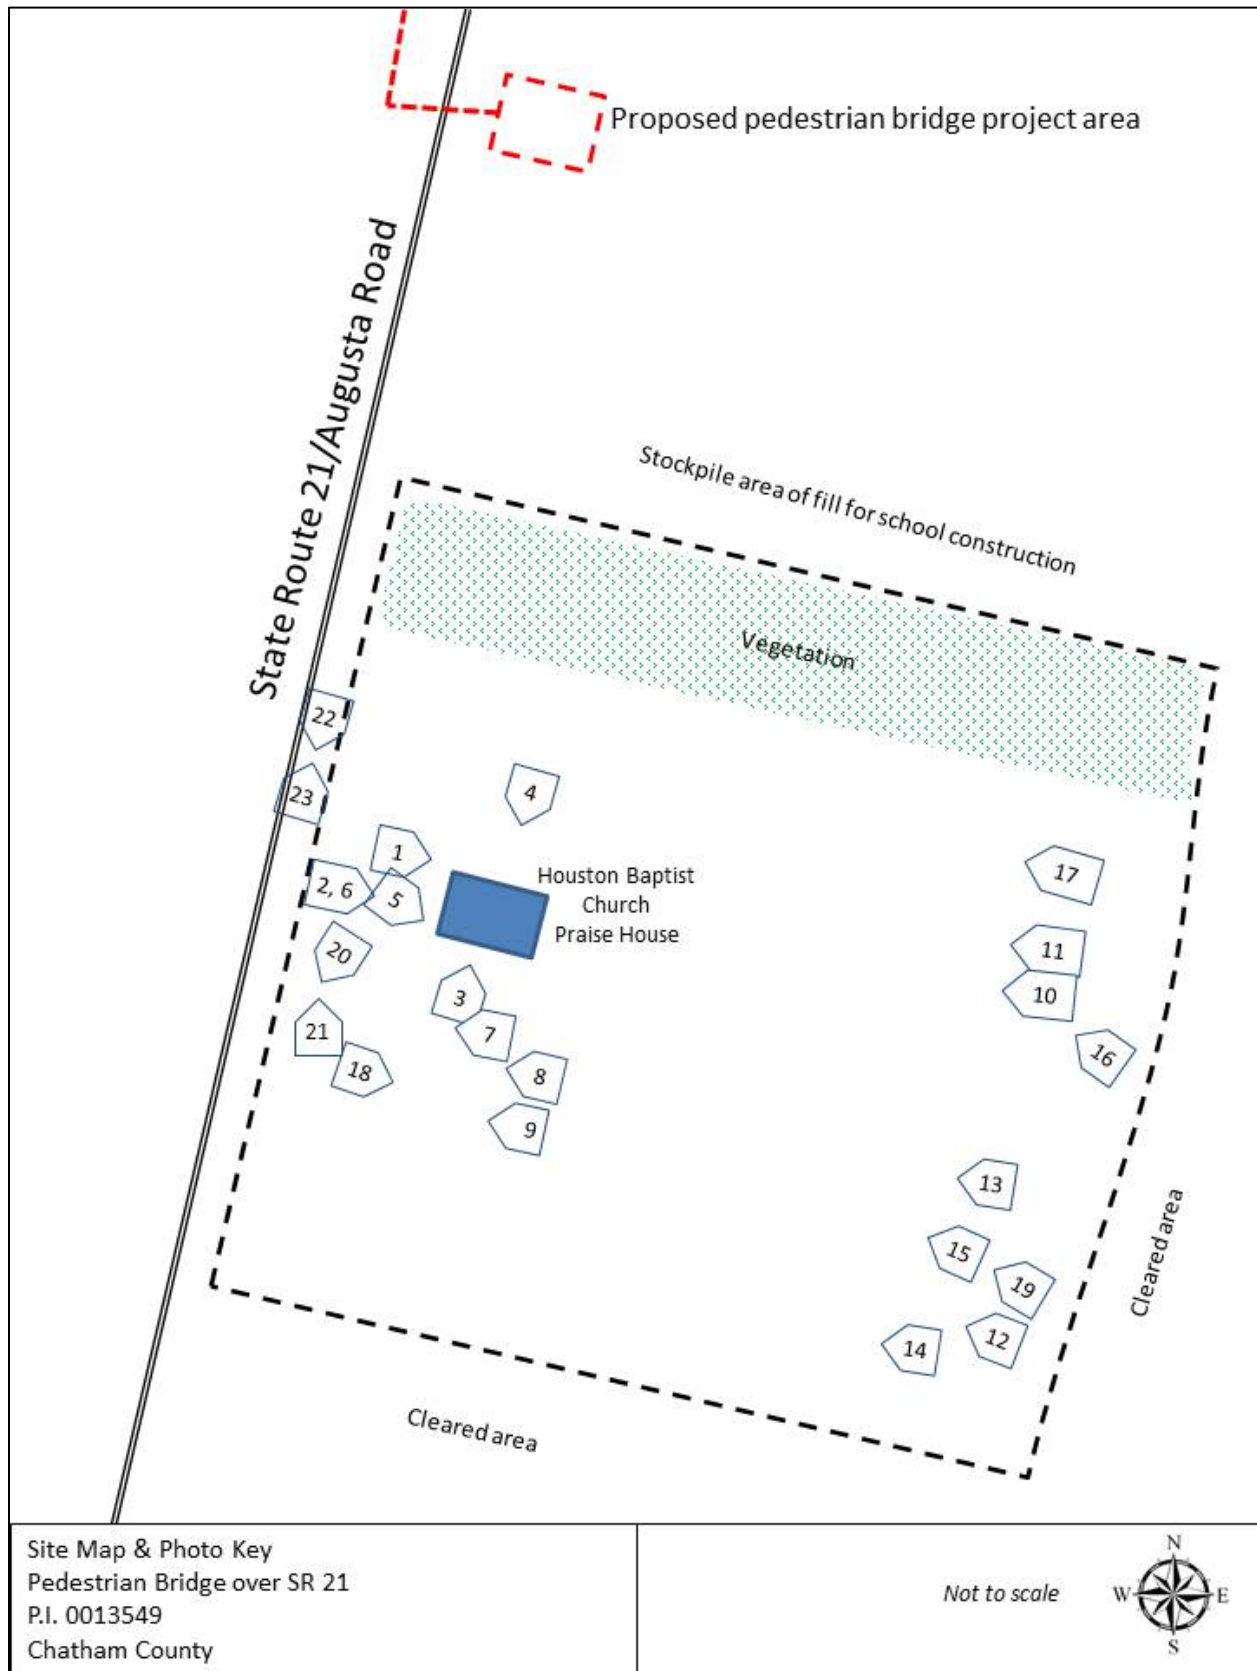 Proposed pedestrian bridge project area
State Route 21/Augusta Road
Stockpile area of fill for school construction
Vegetation
22
23
4
1
2, 6
5
Houston Baptist
Church
Praise House
17
20
11
3
10
21
7
16
18
8
9
13
15
19
12
14
Cleared area
Cleared area
Site Map & Photo Key
Pedestrian Bridge over SR 21
P.I. 0013549
Chatham County
Not to scale
N
W
E
S